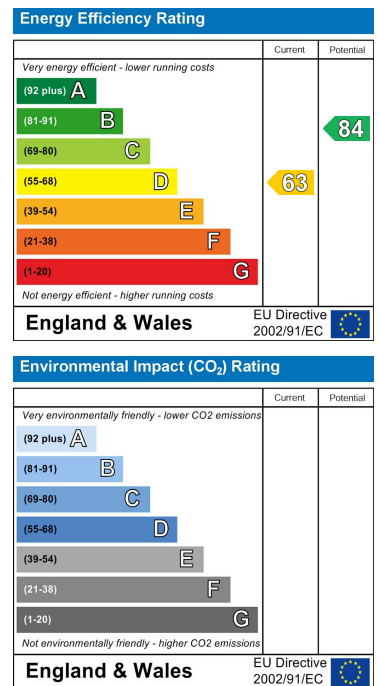 Energy Efficiency Rating
Current Potential
Very energy efficient - lower running costs
(92 plus) A
(81-91) B
84
(69-80) C
(55-68) D
63
(39-54) E
(21-38) F
(1-20) G
Not energy efficient - higher running costs
England & Wales
EU Directive
2002/91/EC
Environmental Impact (CO₂) Rating
Current Potential
Very environmentally friendly - lower CO2 emissions
(92 plus) A
(81-91) B
(69-80) C
(55-68) D
(39-54) E
(21-38) F
(1-20) G
Not environmentally friendly - higher CO2 emissions
England & Wales
EU Directive
2002/91/EC